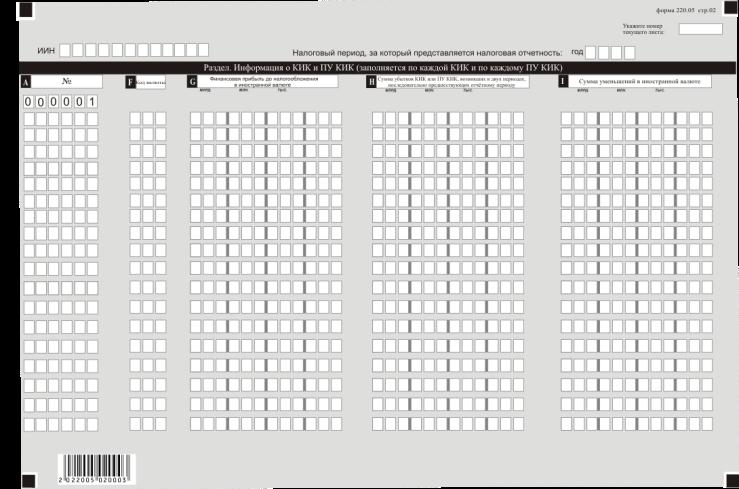 форма 220.05 стр.02
Укажите номер
текущего листа:
ИИН
Налоговый период, за который представляется налоговая отчетность: год
Раздел. Информация о КИК и ПУ КИК (заполняется по каждой КИК и по каждому ПУ КИК)
A №
F Код валюты
G Финансовая прибыль до налогообложения
в иностранной валюте
H Сумма убытков КИК или ПУ КИК, возникших в двух периодах,
последовательно предшествующих отчётному периоду
I Сумма уменьшений в иностранной валюте
млрд млн тыс
млрд млн тыс
млрд млн тыс
000001
2 022005 020003